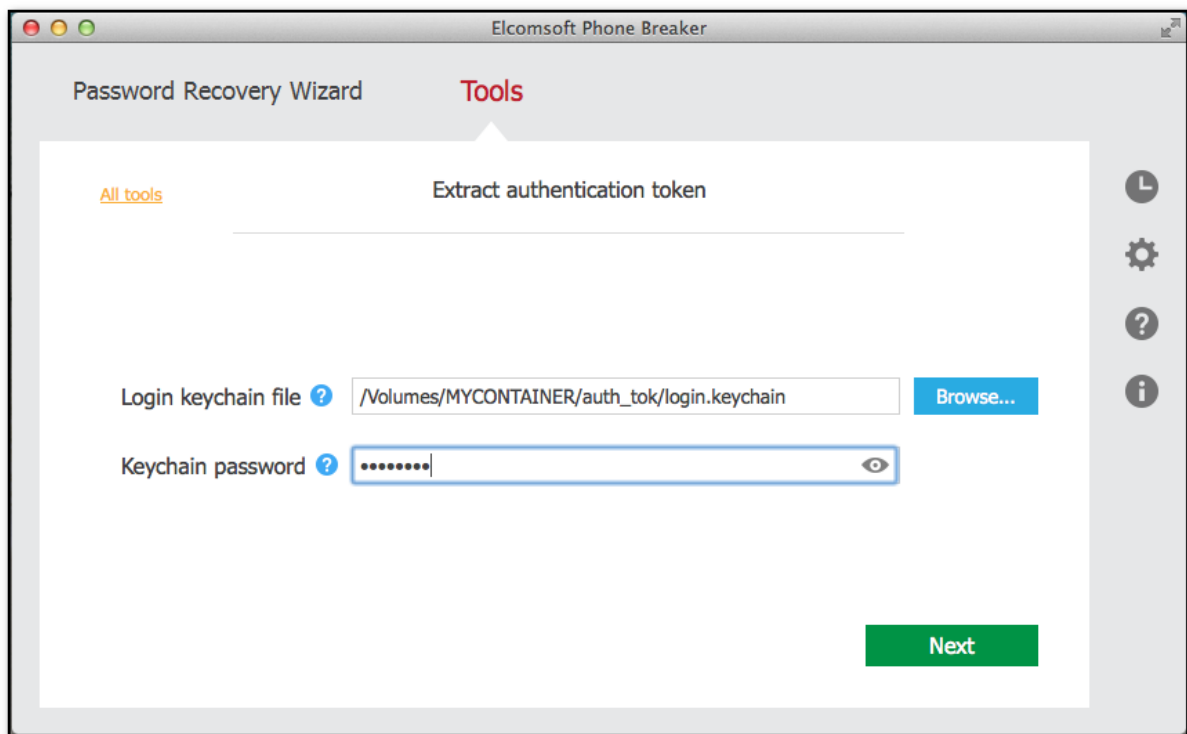 Elcomsoft Phone Breaker
Password Recovery Wizard Tools
All tools Extract authentication token
Login keychain file ? /Volumes/MYCONTAINER/auth_tok/login.keychain Browse...
Keychain password ? ••••••••
Next